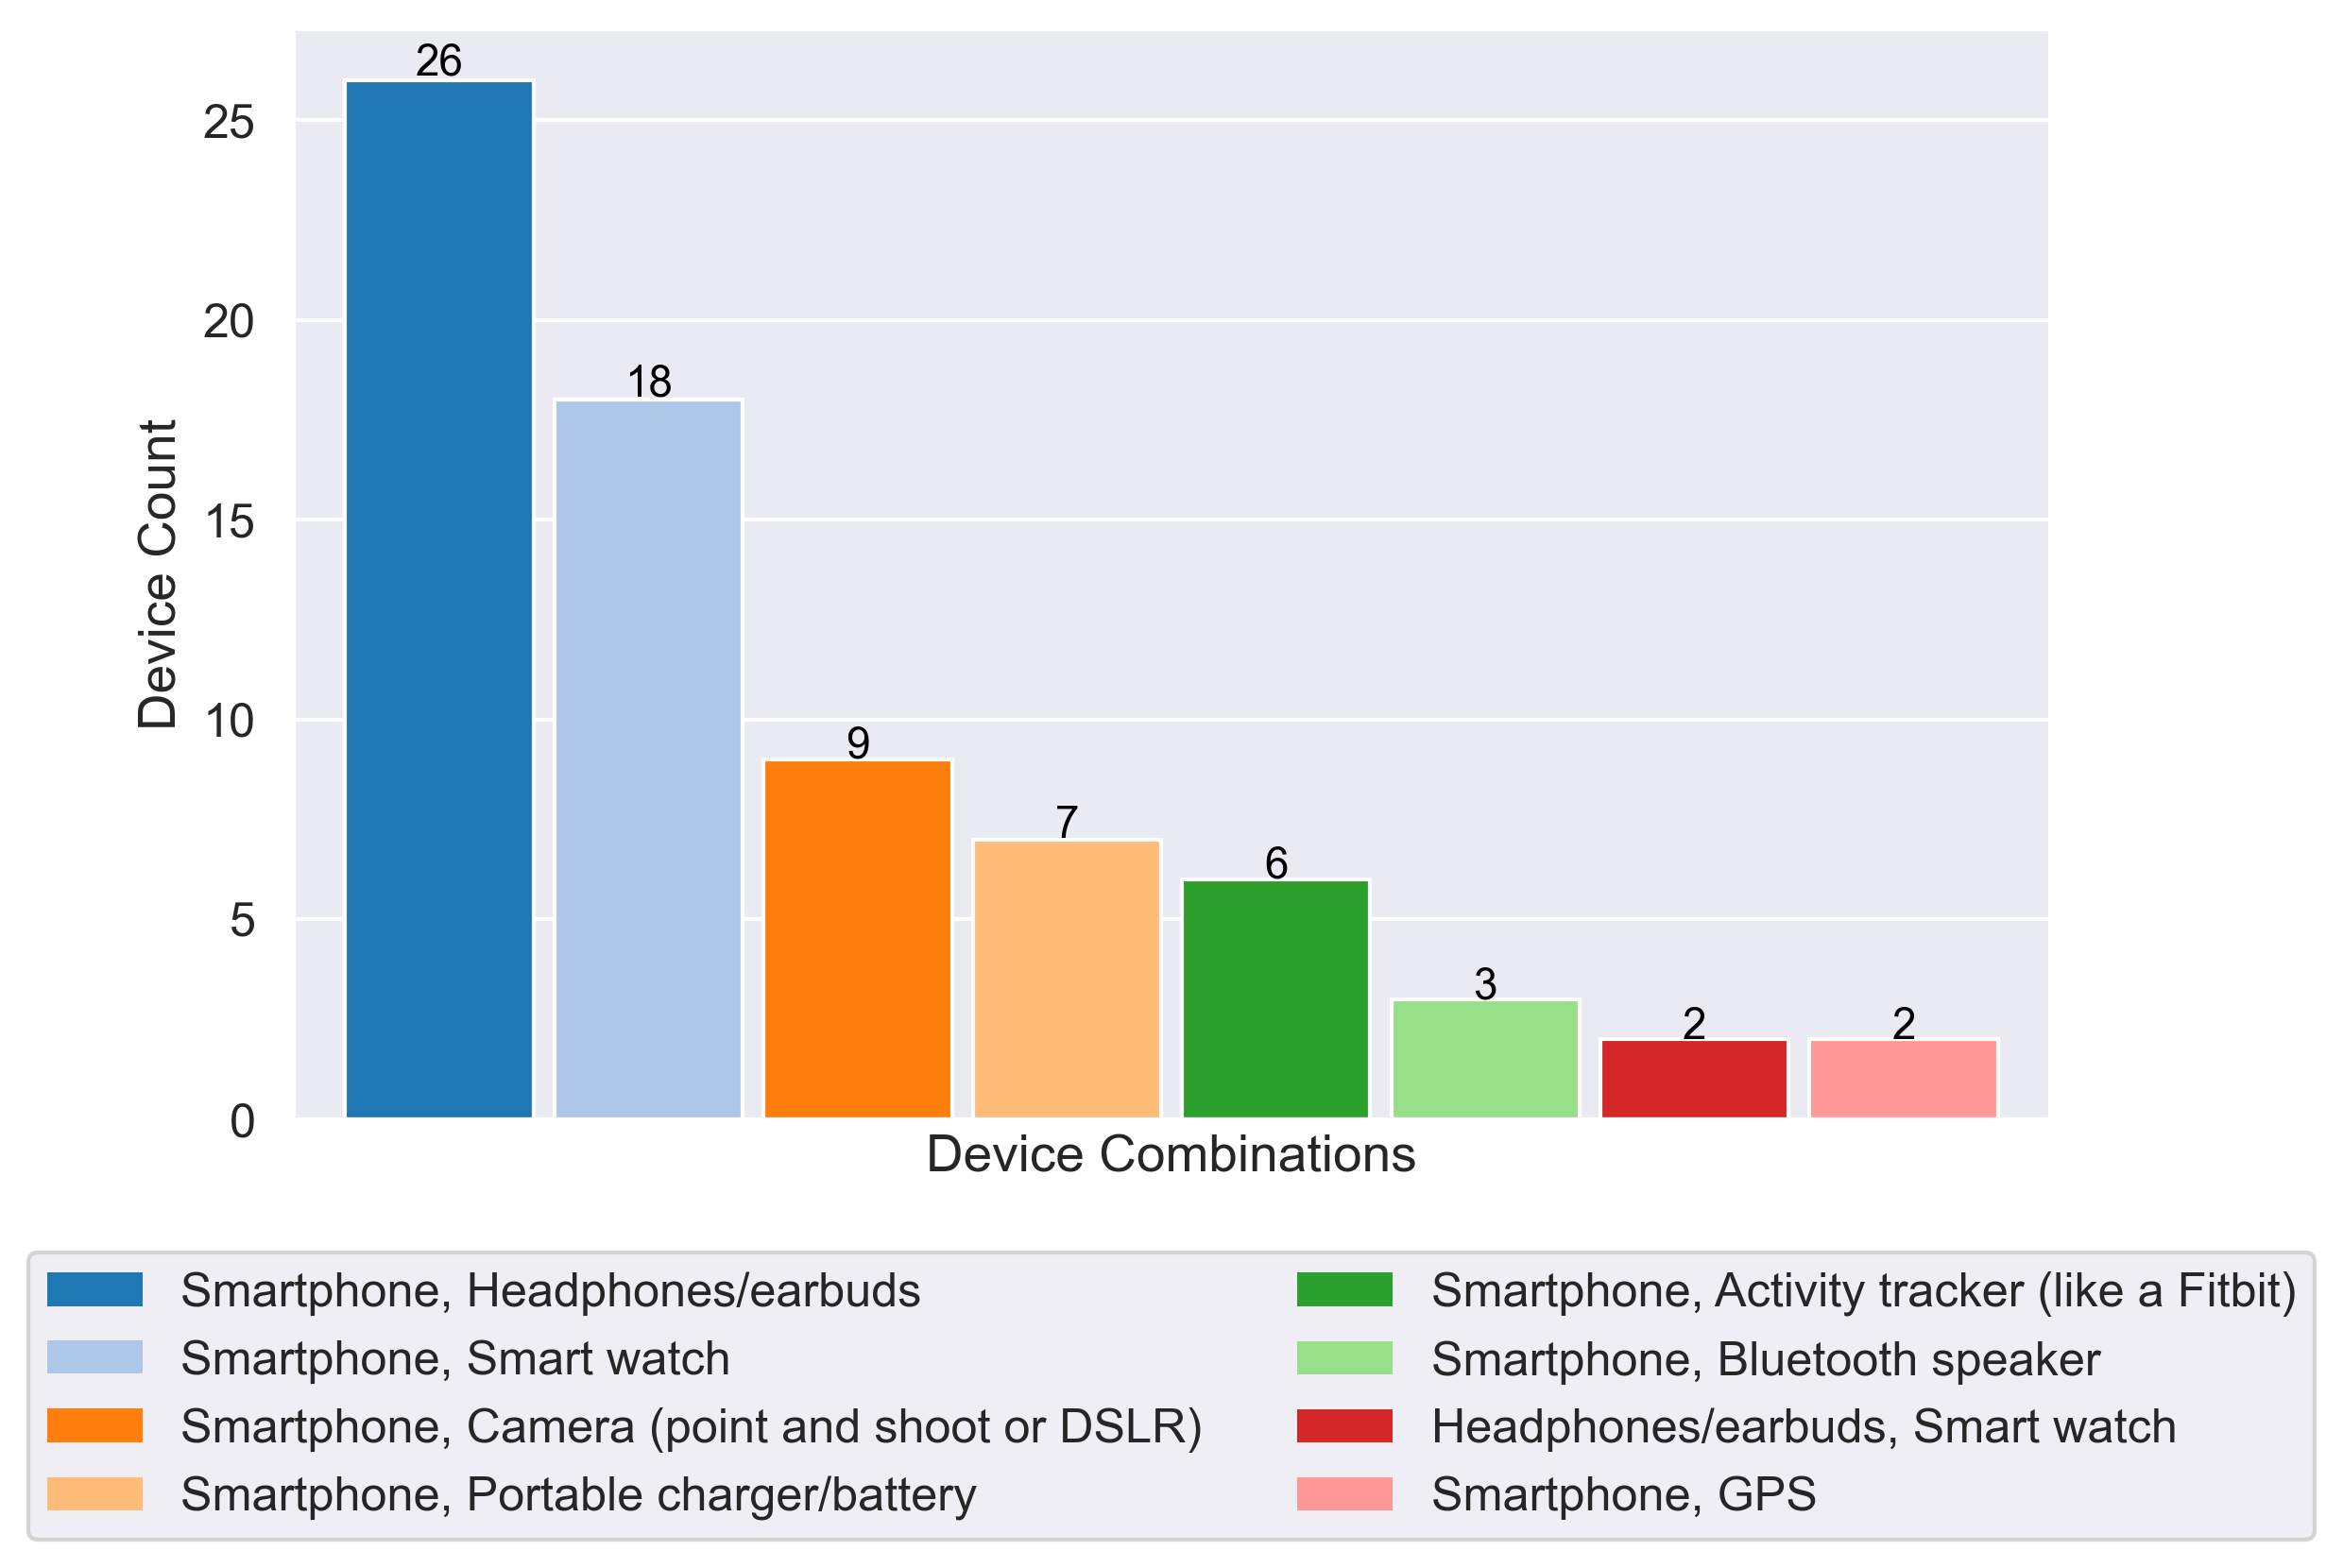 26
25
20
18
15
Device Count
10
9
7
6
5
3
2
2
0
Device Combinations
Smartphone, Headphones/earbuds
Smartphone, Smart watch
Smartphone, Camera (point and shoot or DSLR)
Smartphone, Portable charger/battery
Smartphone, Activity tracker (like a Fitbit)
Smartphone, Bluetooth speaker
Headphones/earbuds, Smart watch
Smartphone, GPS